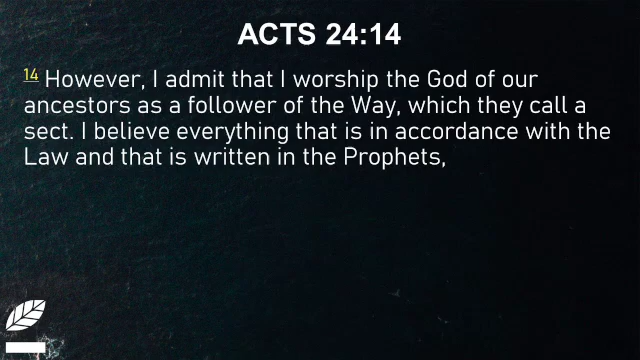 ACTS 24:14
14 However, I admit that I worship the God of our
ancestors as a follower of the Way, which they call a
sect. I believe everything that is in accordance with the
Law and that is written in the Prophets,